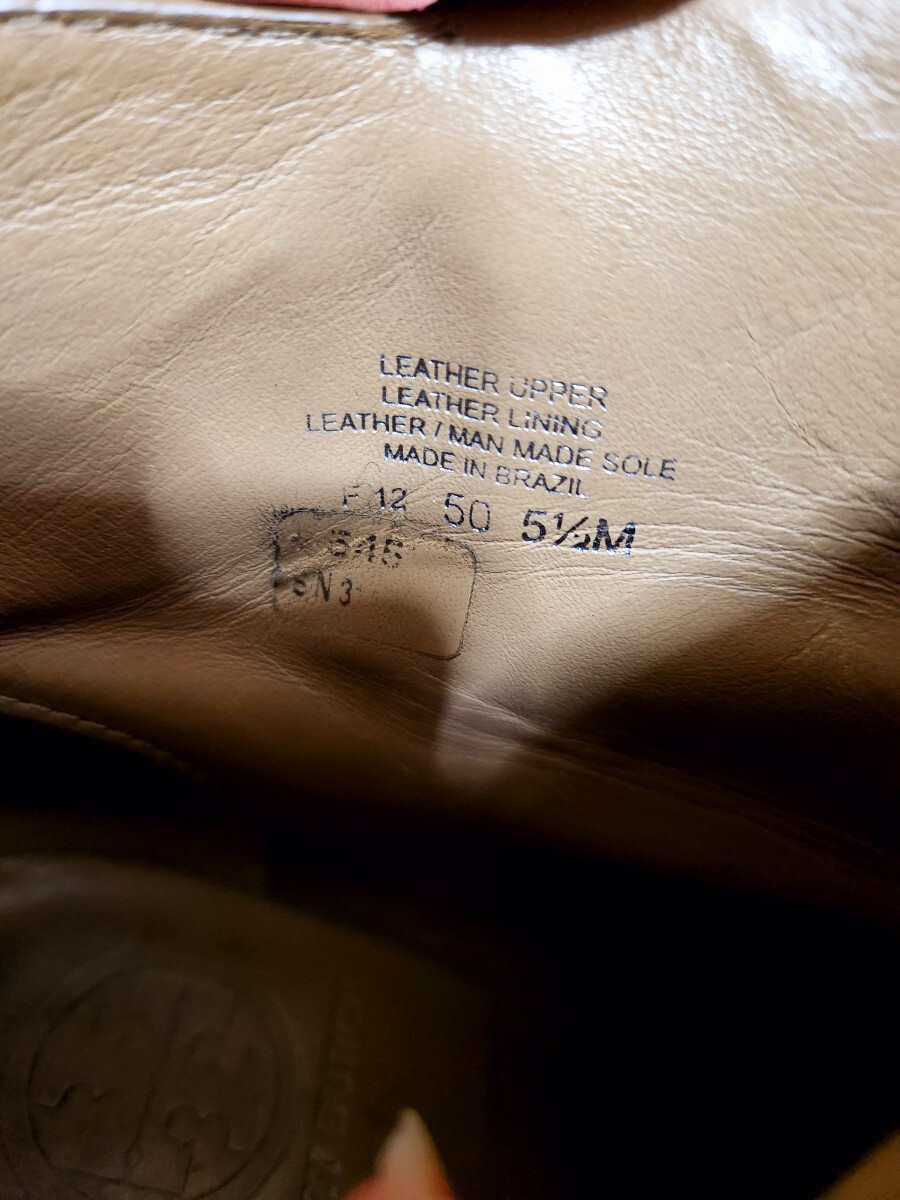 LEATHER UPPER
LEATHER LINING
LEATHER / MAN MADE SOLE
MADE IN BRAZIL
F 12 50 5½M